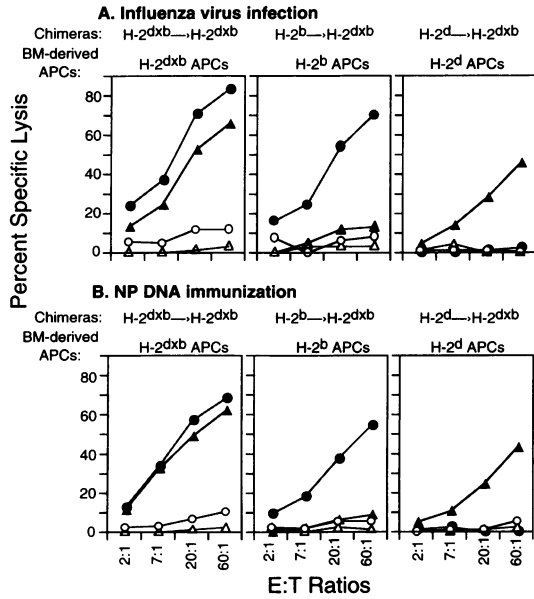 A. Influenza virus infection
Chimeras: H-2dxb→H-2dxb H-2b→H-2dxb H-2d→H-2dxb
BM-derived
APCs: H-2dxb APCs H-2b APCs H-2d APCs
Percent Specific Lysis
80
60
40
20
0
B. NP DNA immunization
Chimeras: H-2dxb→H-2dxb H-2b→H-2dxb H-2d→H-2dxb
BM-derived
APCs: H-2dxb APCs H-2b APCs H-2d APCs
80
60
40
20
0
2:1 7:1 20:1 60:1 2:1 7:1 20:1 60:1 2:1 7:1 20:1 60:1
E:T Ratios